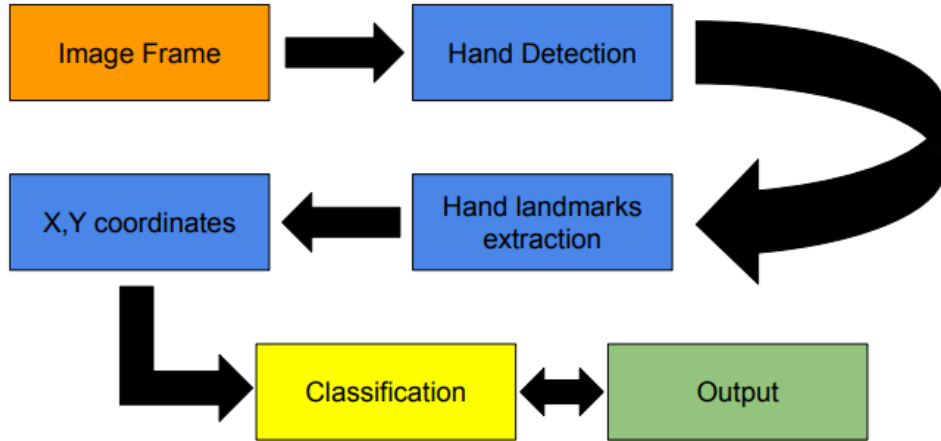 Image Frame
Hand Detection
Hand landmarks
extraction
X,Y coordinates
Classification
Output